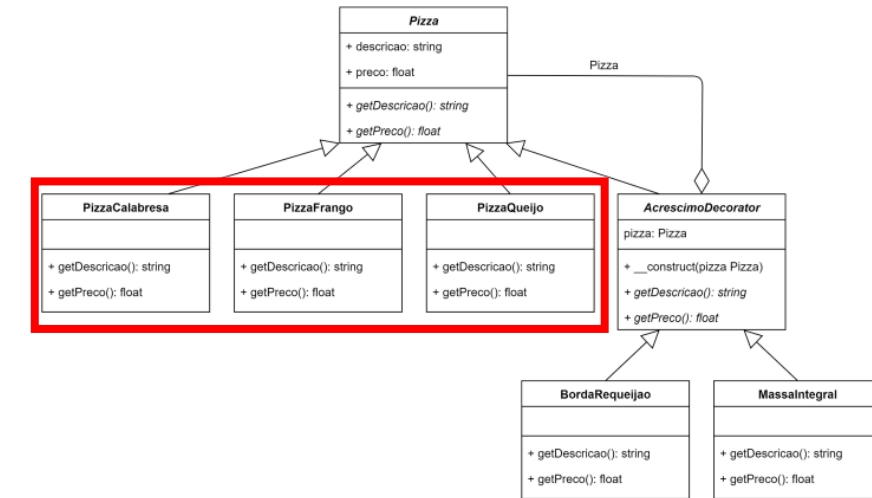 Pizza
+ descricao: string
+ preco: float
+ getDescricao(): string
+ getPreco(): float
Pizza
PizzaCalabresa
+ getDescricao(): string
+ getPreco(): float
PizzaFrango
+ getDescricao(): string
+ getPreco(): float
PizzaQueijo
+ getDescricao(): string
+ getPreco(): float
AcrescimoDecorator
pizza: Pizza
+ __construct(pizza Pizza)
+ getDescricao(): string
+ getPreco(): float
BordaRequeijao
+ getDescricao(): string
+ getPreco(): float
MassaIntegral
+ getDescricao(): string
+ getPreco(): float